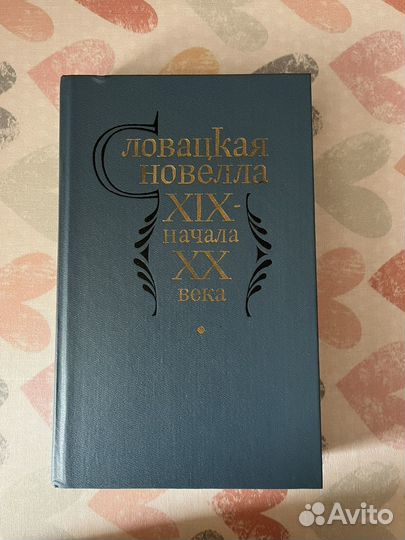 Словацкая
новелла
XIX-
начала
XX
века
Avito